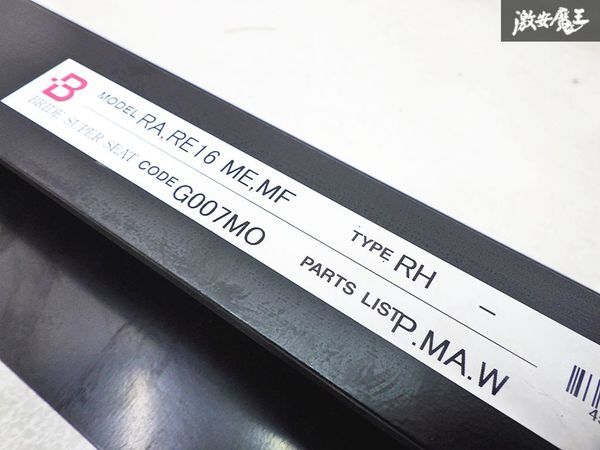 激安魔王
B
MODEL RA.RE16 ME,MF TYPE RH -
BRIDE SUPER SEAT CODE G007MO PARTS LIST P.MA.W